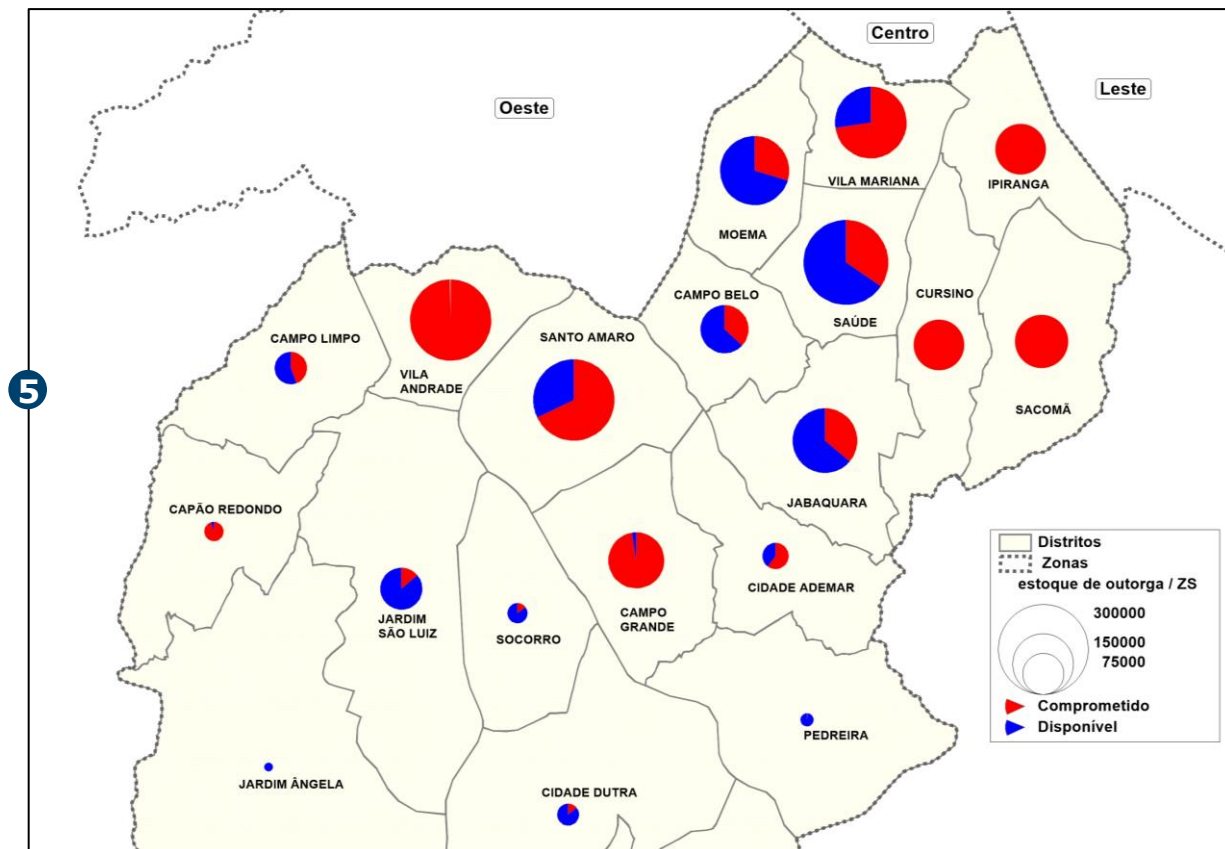 Centro
Oeste
Leste
VILA MARIANA
IPIRANGA
MOEMA
CAMPO BELO
CURSINO
SAÚDE
CAMPO LIMPO
SANTO AMARO
VILA
ANDRADE
5
SACOMÃ
JABAQUARA
CAPÃO REDONDO
CIDADE ADEMAR
JARDIM
SÃO LUIZ
SOCORRO
CAMPO
GRANDE
PEDREIRA
JARDIM ÂNGELA
CIDADE DUTRA
Distritos
Zonas
estoque de outorga / ZS
300000
150000
75000
Comprometido
Disponível